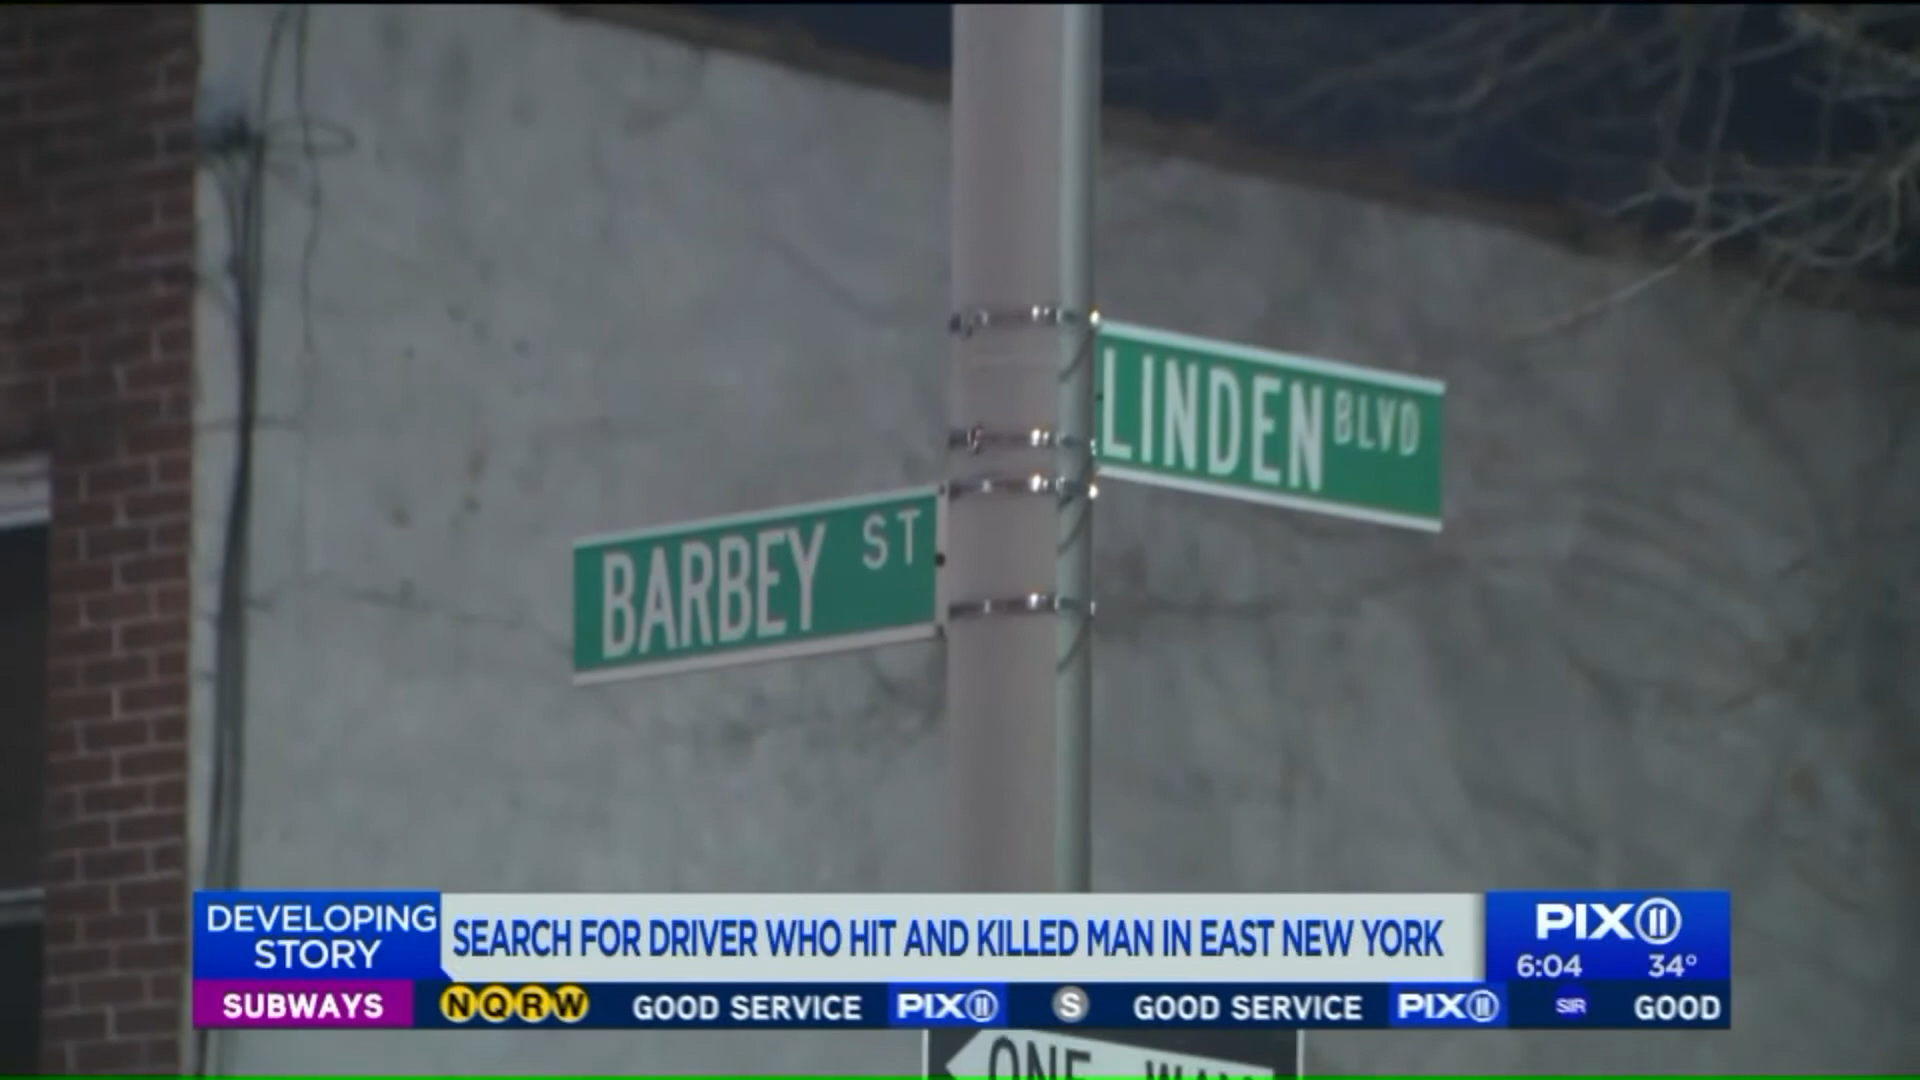 LINDEN BLVD
BARBEY ST
DEVELOPING STORY
SEARCH FOR DRIVER WHO HIT AND KILLED MAN IN EAST NEW YORK
PIX11
6:04 34°
SUBWAYS N Q R W GOOD SERVICE PIX11 S GOOD SERVICE PIX11 SIR GOOD
ONE WAY